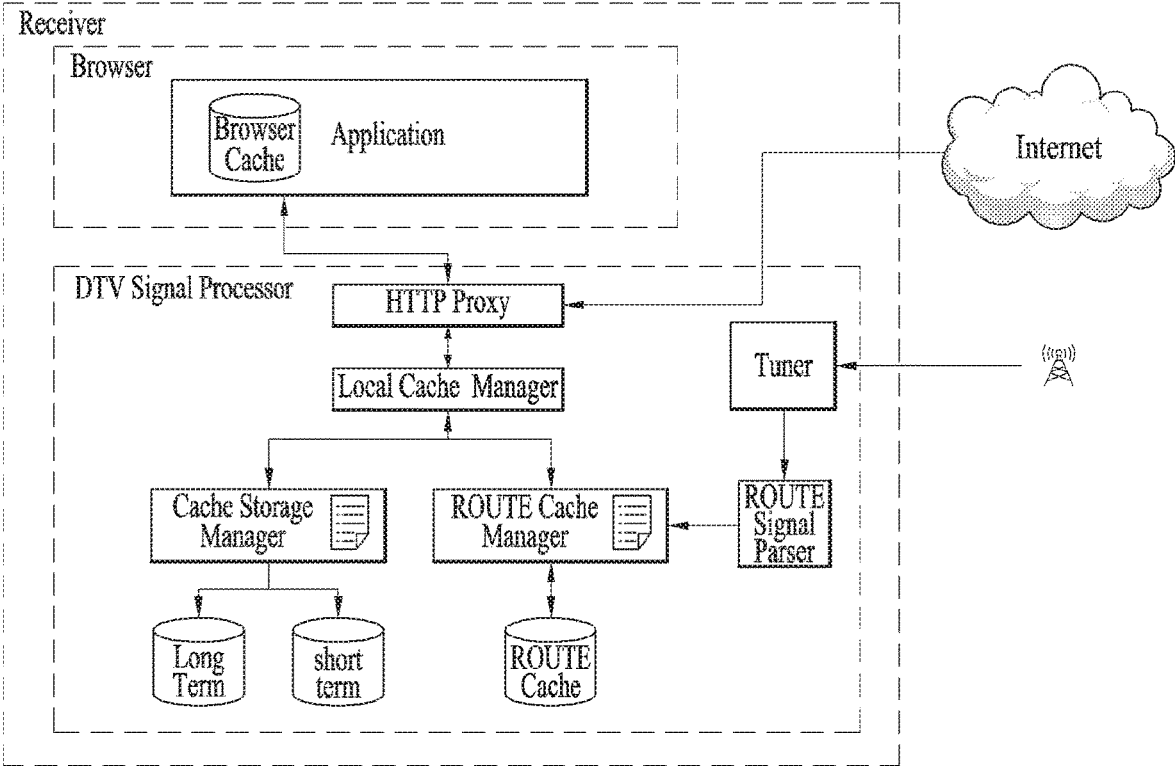 Receiver
Browser
Browser
Cache
Application
Internet
DTV Signal Processor
HTTP Proxy
Tuner
Local Cache Manager
Cache Storage
Manager
ROUTE Cache
Manager
ROUTE
Signal
Parser
Long
Term
short
term
ROUTE
Cache